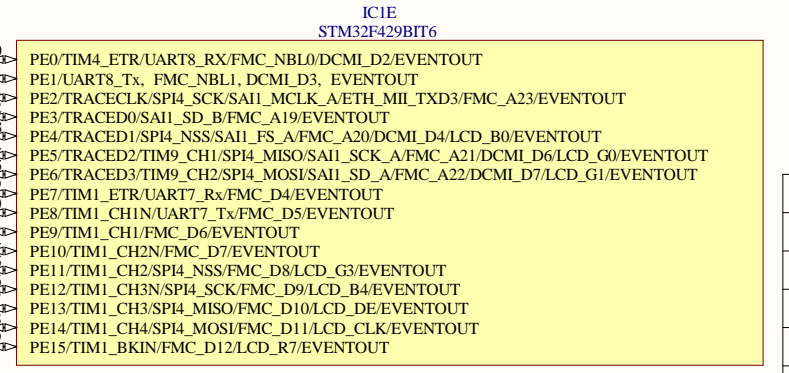 IC1E
STM32F429BIT6
PE0/TIM4_ETR/UART8_RX/FMC_NBL0/DCMI_D2/EVENTOUT
PE1/UART8_Tx, FMC_NBL1, DCMI_D3, EVENTOUT
PE2/TRACECLK/SPI4_SCK/SAI1_MCLK_A/ETH_MII_TXD3/FMC_A23/EVENTOUT
PE3/TRACED0/SAI1_SD_B/FMC_A19/EVENTOUT
PE4/TRACED1/SPI4_NSS/SAI1_FS_A/FMC_A20/DCMI_D4/LCD_B0/EVENTOUT
PE5/TRACED2/TIM9_CH1/SPI4_MISO/SAI1_SCK_A/FMC_A21/DCMI_D6/LCD_G0/EVENTOUT
PE6/TRACED3/TIM9_CH2/SPI4_MOSI/SAI1_SD_A/FMC_A22/DCMI_D7/LCD_G1/EVENTOUT
PE7/TIM1_ETR/UART7_Rx/FMC_D4/EVENTOUT
PE8/TIM1_CH1N/UART7_Tx/FMC_D5/EVENTOUT
PE9/TIM1_CH1/FMC_D6/EVENTOUT
PE10/TIM1_CH2N/FMC_D7/EVENTOUT
PE11/TIM1_CH2/SPI4_NSS/FMC_D8/LCD_G3/EVENTOUT
PE12/TIM1_CH3N/SPI4_SCK/FMC_D9/LCD_B4/EVENTOUT
PE13/TIM1_CH3/SPI4_MISO/FMC_D10/LCD_DE/EVENTOUT
PE14/TIM1_CH4/SPI4_MOSI/FMC_D11/LCD_CLK/EVENTOUT
PE15/TIM1_BKIN/FMC_D12/LCD_R7/EVENTOUT